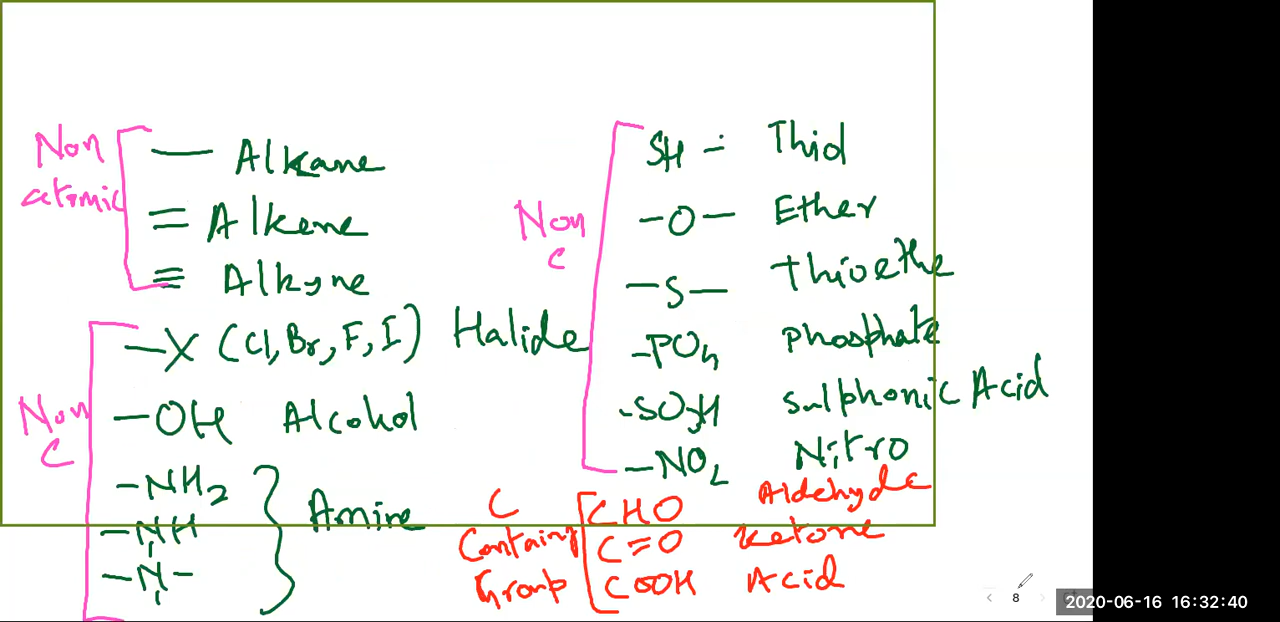 Non
atomic
— Alkane
= Alkene
≡ Alkyne
Non
C
—X (Cl, Br, F, I) Halide
—OH Alcohol
—NH2
—NH
—N—
Amine
Non
C
SH = Thiol
—O— Ether
—S— Thioethe
—PO4 phosphate
—SO3H sulphonic Acid
—NO2 Nitro
C
Containg
Group
CHO Aldehyde
C=O Ketone
COOH Acid
8
2020-06-16 16:32:40